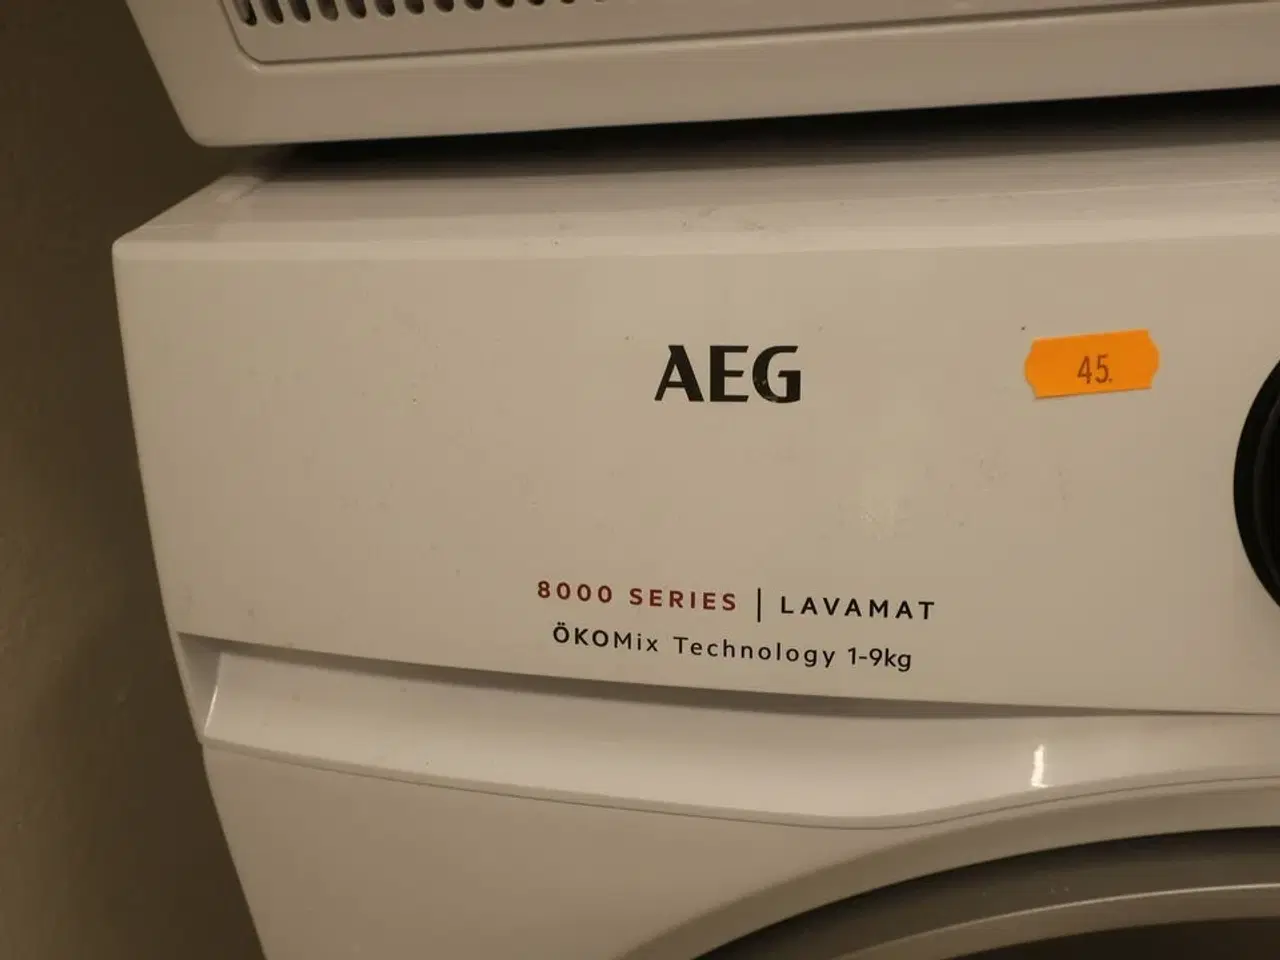 AEG
45.
8000 SERIES | LAVAMAT
ÖKOMix Technology 1-9kg